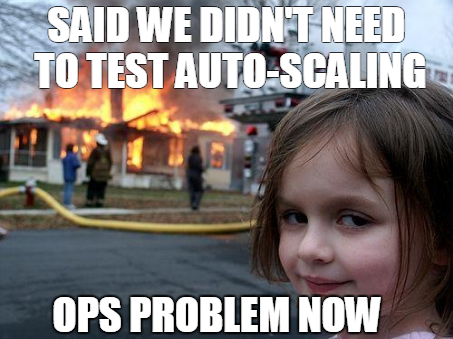 SAID WE DIDN'T NEED
TO TEST AUTO-SCALING
OPS PROBLEM NOW